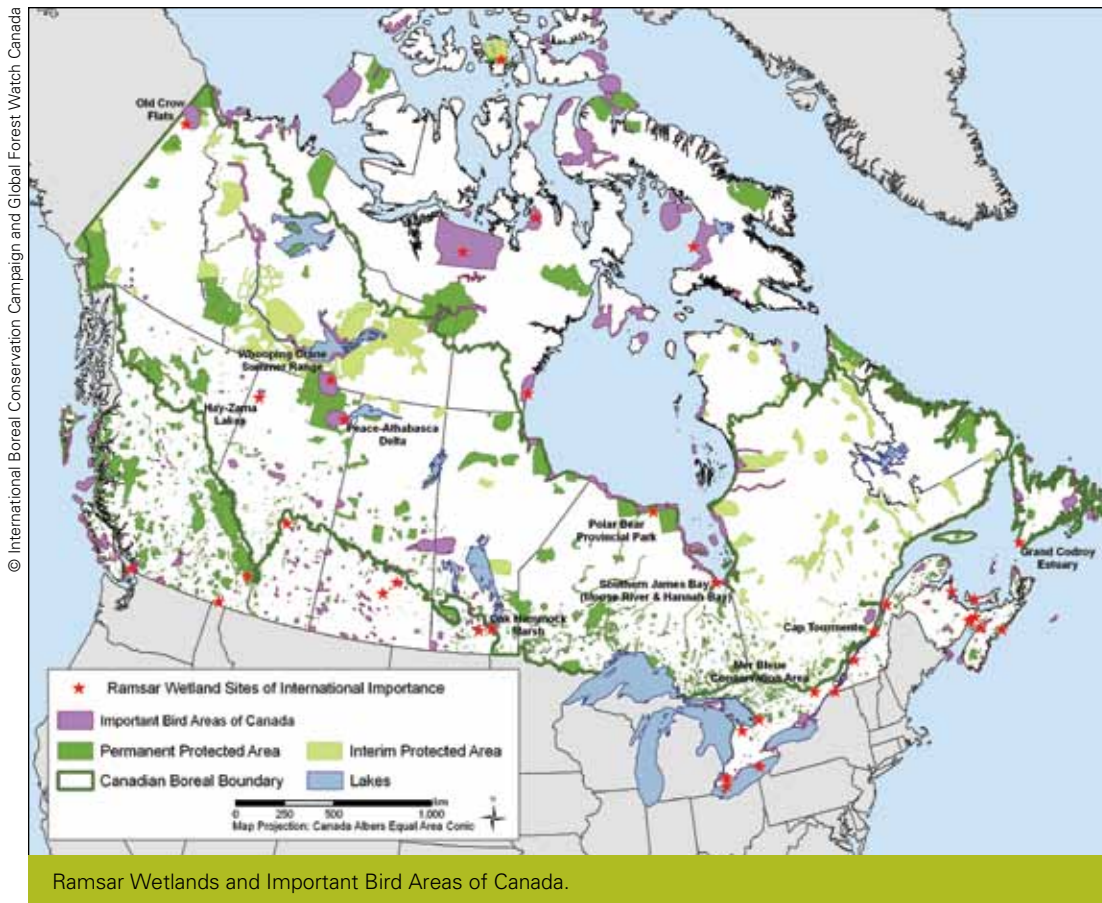 © International Boreal Conservation Campaign and Global Forest Watch Canada
Old Crow
Flats
Whooping Crane
Summer Range
Hay-Zama
Lakes
Peace-Athabasca
Delta
Polar Bear
Provincial Park
Southern James Bay
(Moose River & Hannah Bay)
Grand Codroy
Estuary
Oak Hammock
Marsh
Cap Tourmente
Mer Bleue
Conservation Area
Ramsar Wetland Sites of International Importance
Important Bird Areas of Canada
Permanent Protected Area
Interim Protected Area
Canadian Boreal Boundary
Lakes
km
0 250 500 1,000
Map Projection: Canada Albers Equal Area Conic
Ramsar Wetlands and Important Bird Areas of Canada.